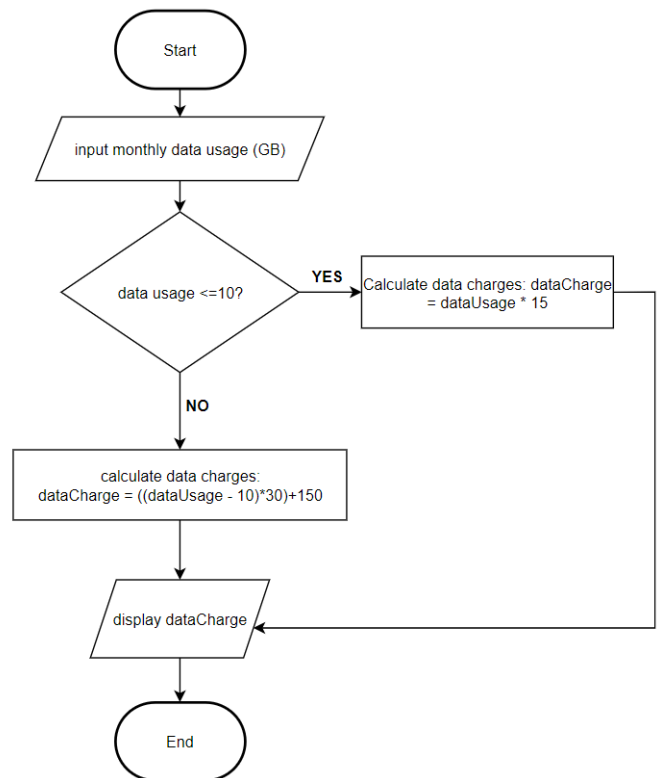 Start
input monthly data usage (GB)
data usage <=10?
YES
Calculate data charges: dataCharge
= dataUsage * 15
NO
calculate data charges:
dataCharge = ((dataUsage - 10)*30)+150
display dataCharge
End